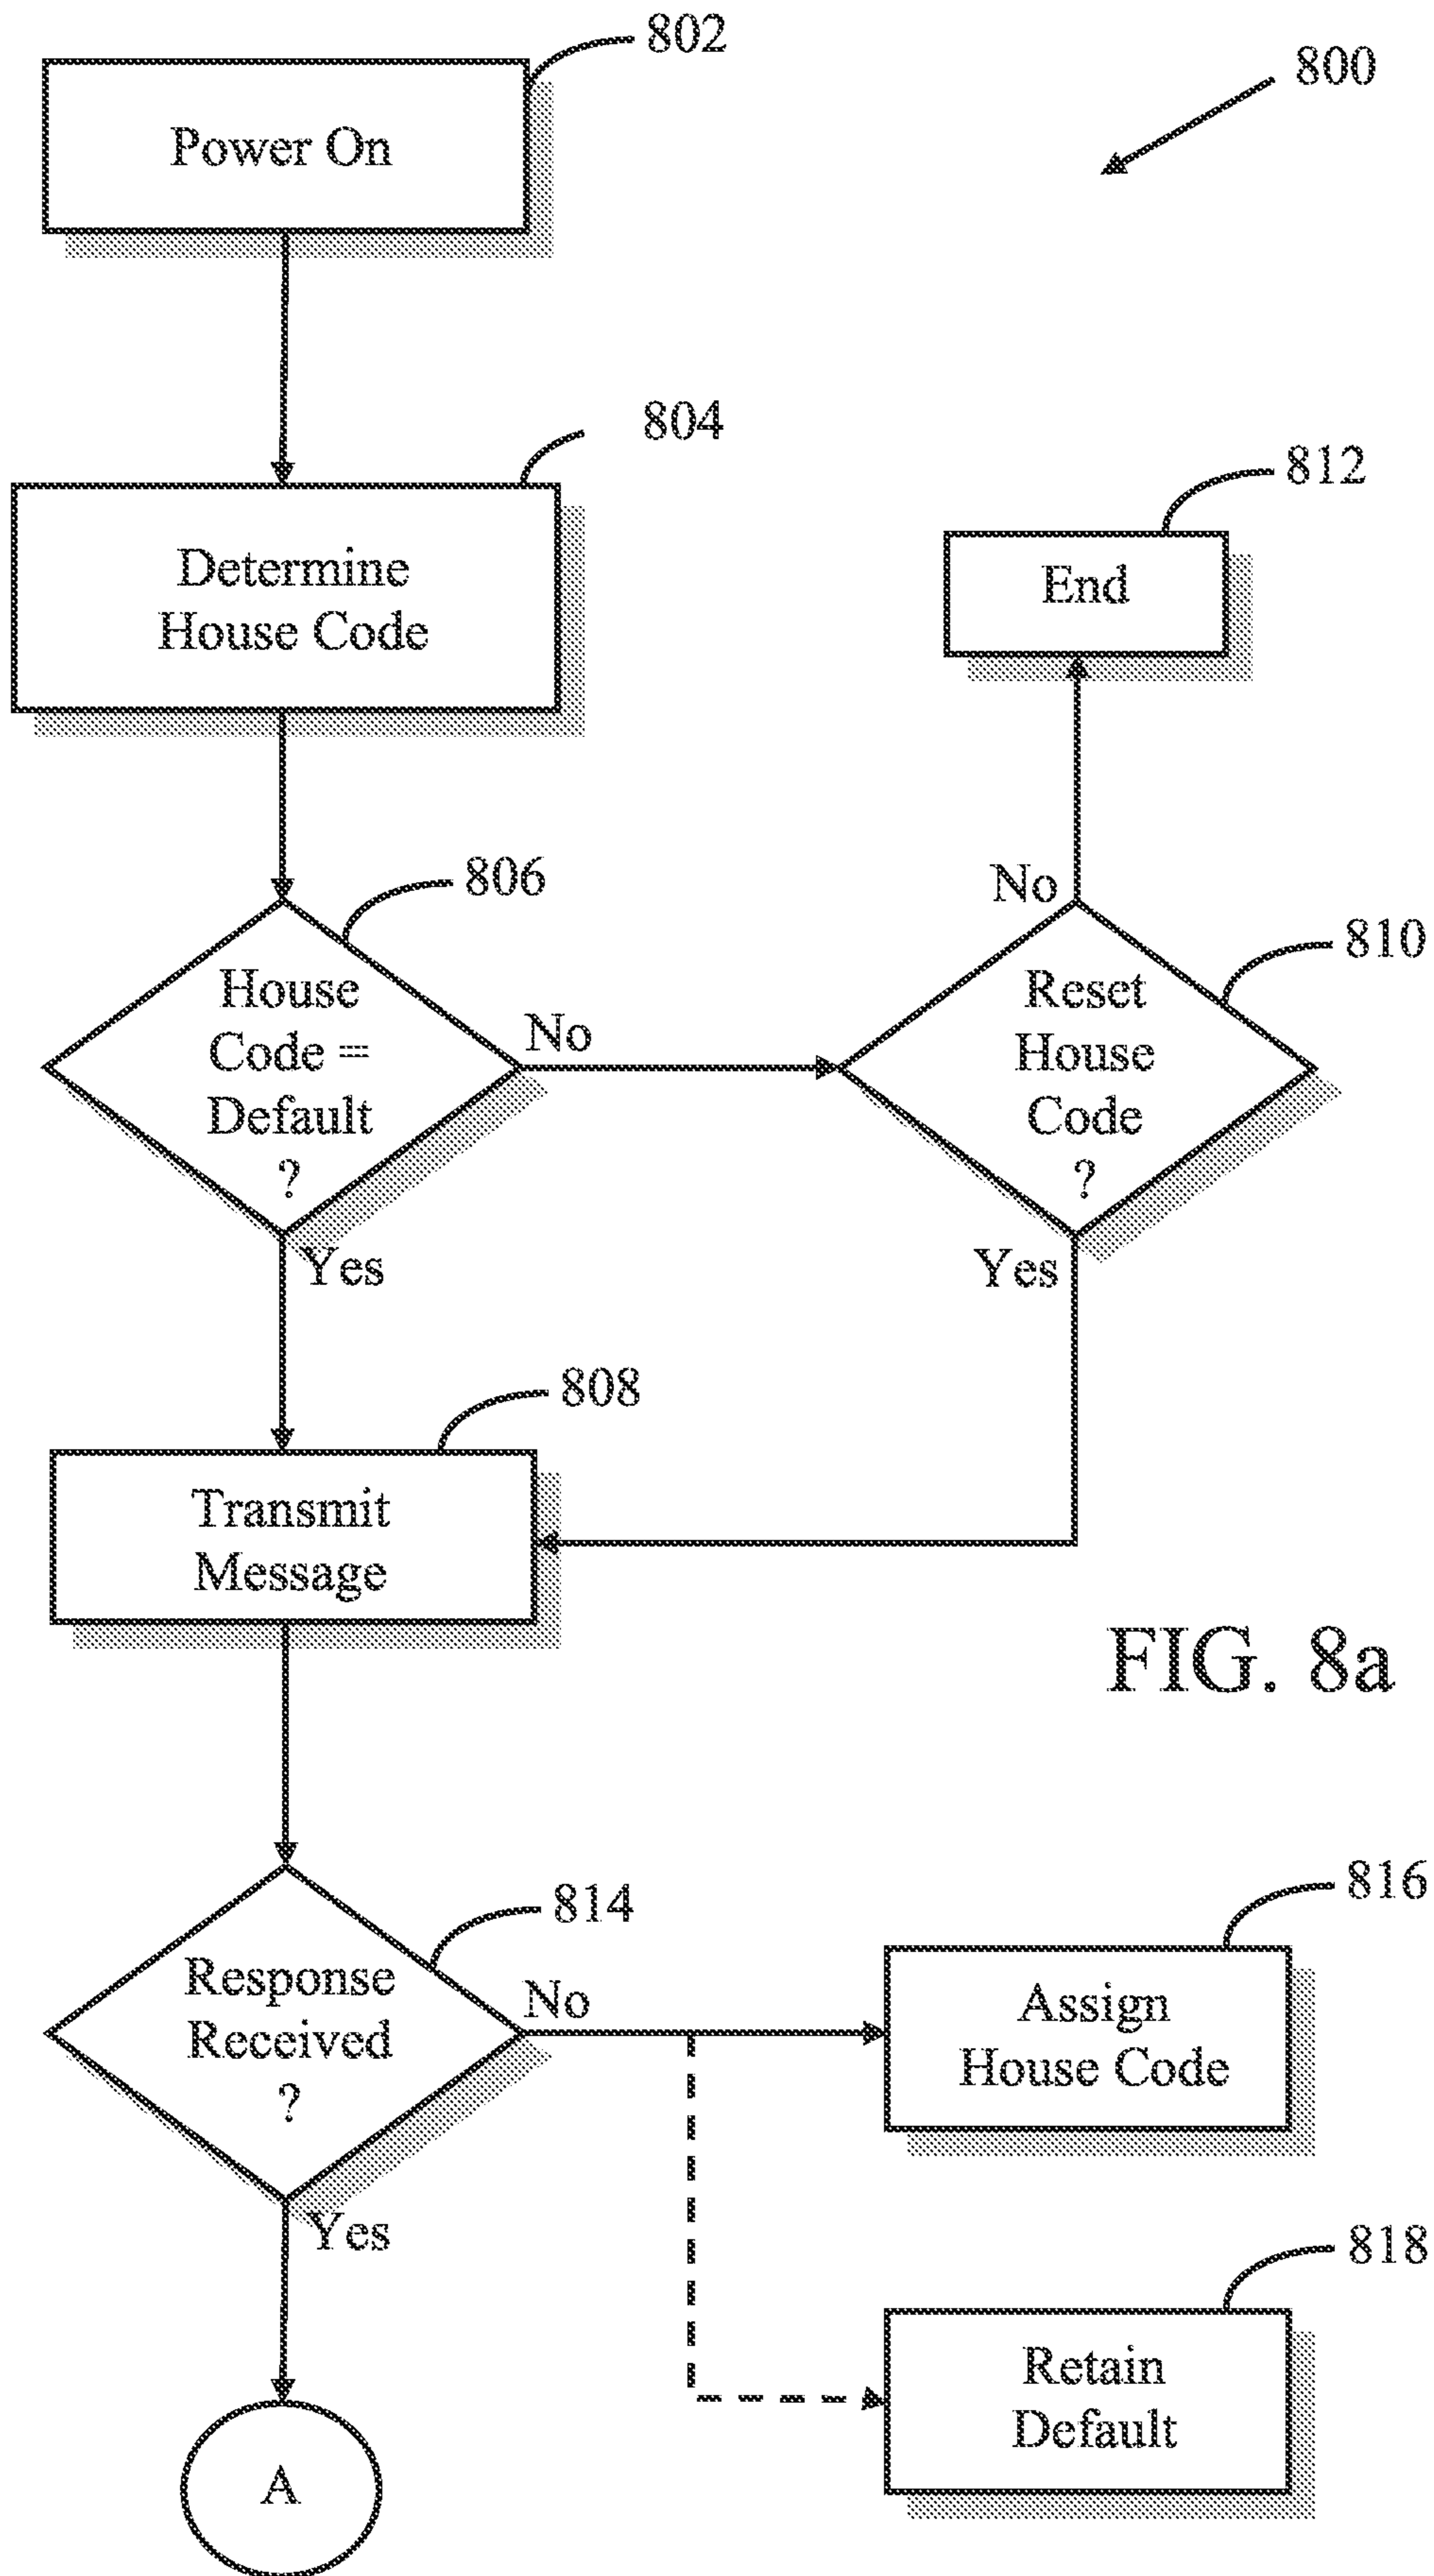 802
800
Power On
804
812
Determine
House Code
End
806
No
810
House
Code =
Default
?
No
Reset
House
Code
?
Yes
Yes
808
Transmit
Message
FIG. 8a
814
816
Response
Received
?
No
Assign
House Code
Yes
818
Retain
Default
A